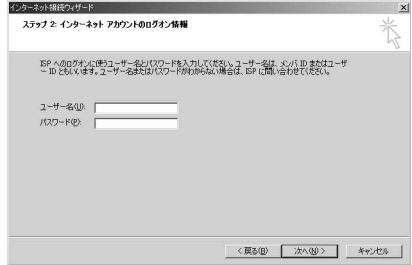 インターネット接続ウィザード
ステップ 2: インターネット アカウントのログオン情報
ISP へのログオンに使うユーザー名とパスワードを入力してください。ユーザー名は、メンバ ID またはユーザ
ー ID ともいいます。ユーザー名またはパスワードがわからない場合は、ISP に問い合わせてください。
ユーザー名(U):
パスワード(P):
< 戻る(B)
次へ(N) >
キャンセル